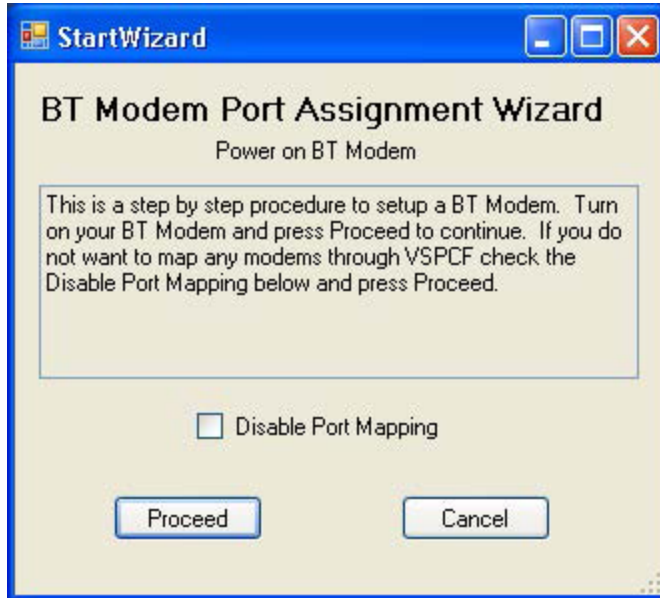 StartWizard
BT Modem Port Assignment Wizard
Power on BT Modem
This is a step by step procedure to setup a BT Modem.  Turn
on your BT Modem and press Proceed to continue.  If you do
not want to map any modems through VSPCF check the
Disable Port Mapping below and press Proceed.
Disable Port Mapping
Proceed
Cancel